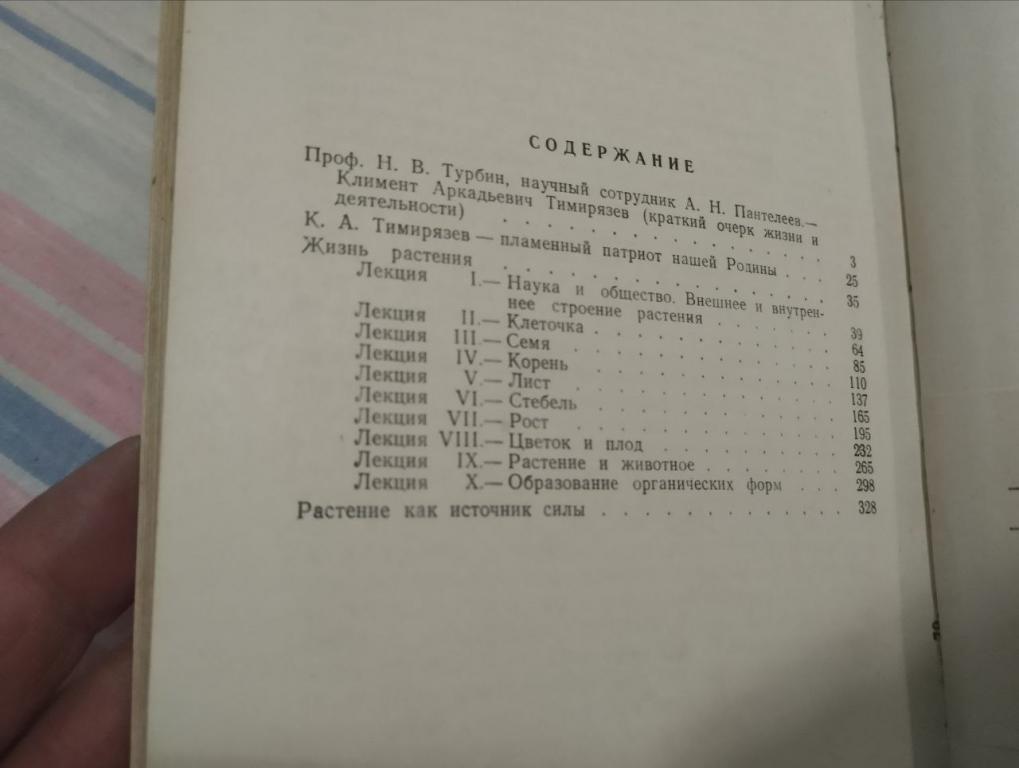 СОДЕРЖАНИЕ
Проф. Н. В. Турбин, научный сотрудник А. Н. Пантелеев.—
Климент Аркадьевич Тимирязев (краткий очерк жизни и
деятельности) . . . . . . . . . . . . 3
К. А. Тимирязев — пламенный патриот нашей Родины . . . 25
Жизнь растения . . . . . . . . . . . . 35
Лекция I.— Наука и общество. Внешнее и внутрен-
нее строение растения . . . . . . . 39
Лекция II.— Клеточка . . . . . . . . . . . 64
Лекция III.— Семя . . . . . . . . . . . . 85
Лекция IV.— Корень . . . . . . . . . . . 110
Лекция V.— Лист . . . . . . . . . . . . 137
Лекция VI.— Стебель . . . . . . . . . . . 165
Лекция VII.— Рост . . . . . . . . . . . . 195
Лекция VIII.— Цветок и плод . . . . . . . . 232
Лекция IX.— Растение и животное . . . . . . . 265
Лекция X.— Образование органических форм . . . 298
Растение как источник силы . . . . . . . . . . . . 328